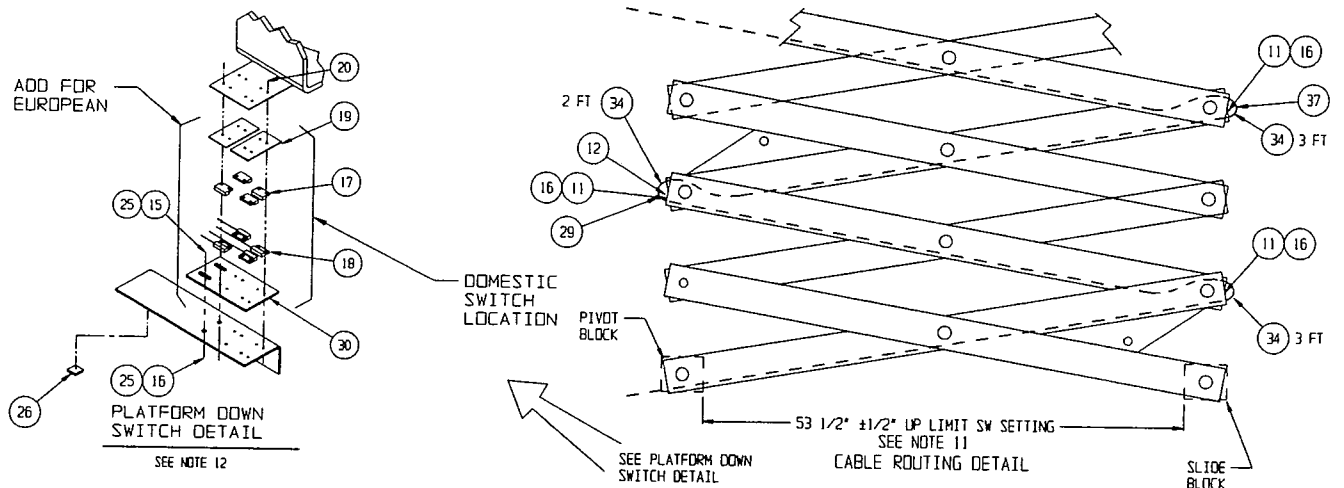 ADD FOR
EUROPEAN
20
19
17
25 15
18
DOMESTIC
SWITCH
LOCATION
30
25 16
26
PLATFORM DOWN
SWITCH DETAIL
SEE NOTE 12
2 FT 34
12
16 11
29
11 16
37
34 3 FT
11 16
34 3 FT
PIVOT
BLOCK
53 1/2" ±1/2" UP LIMIT SW SETTING
SEE NOTE 11
CABLE ROUTING DETAIL
SEE PLATFORM DOWN
SWITCH DETAIL
SLIDE
BLOCK